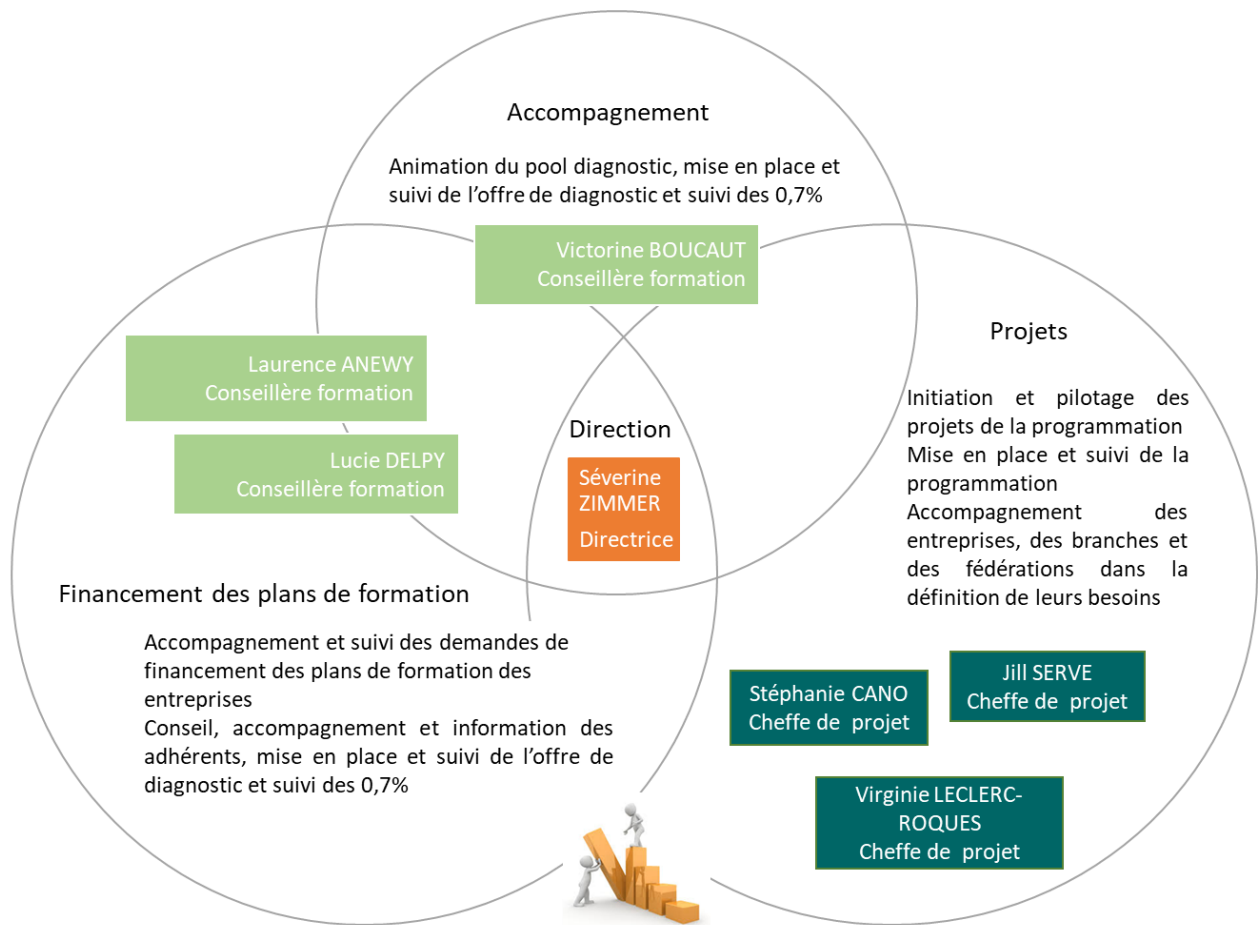 Accompagnement
Animation du pool diagnostic, mise en place et
suivi de l'offre de diagnostic et suivi des 0,7%
Victorine BOUCAUT
Conseillère formation
Laurence ANEWY
Conseillère formation
Lucie DELPY
Conseillère formation
Direction
Séverine
ZIMMER
Directrice
Projets
Initiation et pilotage des
projets de la programmation
Mise en place et suivi de la
programmation
Accompagnement des
entreprises, des branches et
des fédérations dans la
définition de leurs besoins
Financement des plans de formation
Accompagnement et suivi des demandes de
financement des plans de formation des
entreprises
Conseil, accompagnement et information des
adhérents, mise en place et suivi de l'offre de
diagnostic et suivi des 0,7%
Stéphanie CANO
Cheffe de projet
Jill SERVE
Cheffe de projet
Virginie LECLERC-
ROQUES
Cheffe de projet